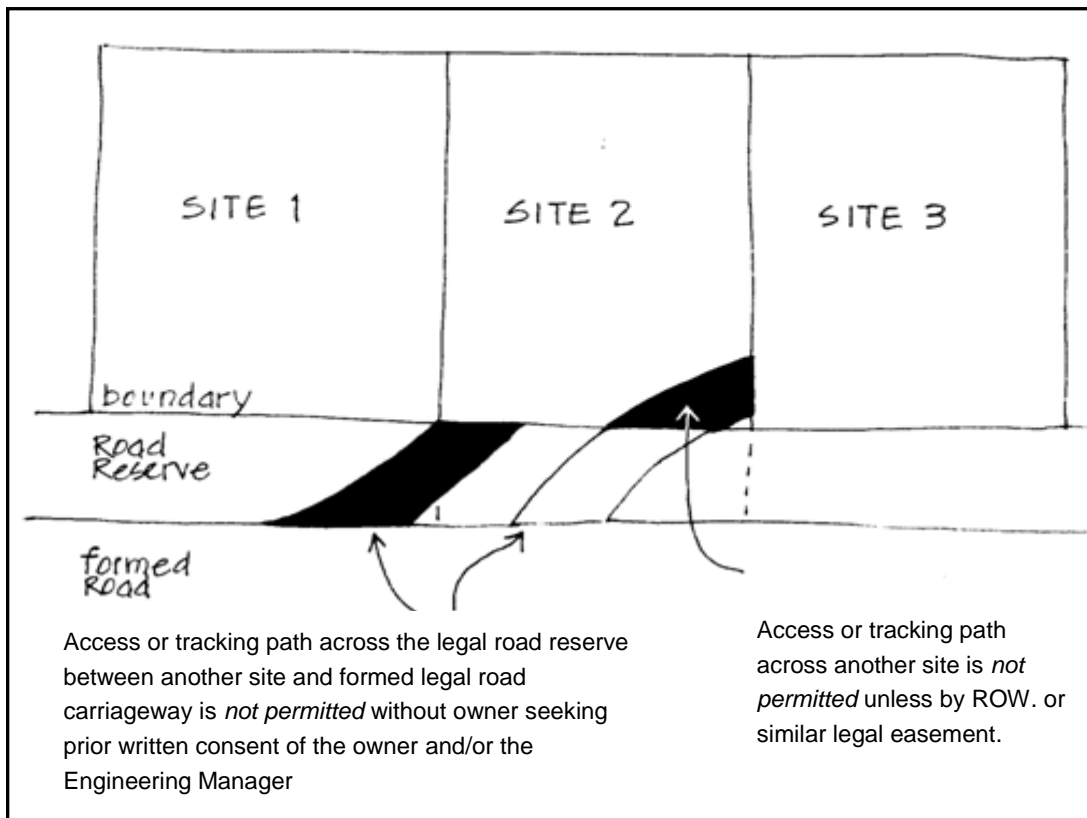 SITE 1
SITE 2
SITE 3
boundary
Road
Reserve
formed
Road
Access or tracking path across the legal road reserve
between another site and formed legal road
carriageway is not permitted without owner seeking
prior written consent of the owner and/or the
Engineering Manager
Access or tracking path
across another site is not
permitted unless by ROW. or
similar legal easement.